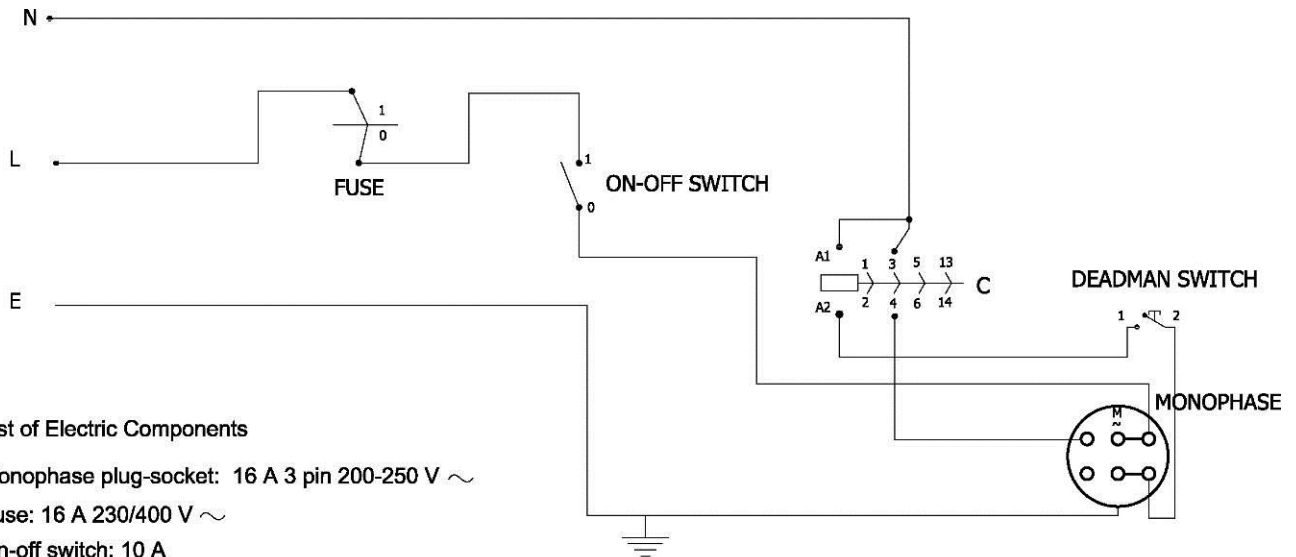 N
1
0
L
FUSE
1
ON-OFF SWITCH
0
A1 1 3 5 13
C
A2 2 4 6 14
E
DEADMAN SWITCH
1 2
MONOPHASE
M
~
st of Electric Components
onophase plug-socket: 16 A 3 pin 200-250 V ~
use: 16 A 230/400 V ~
n-off switch: 10 A